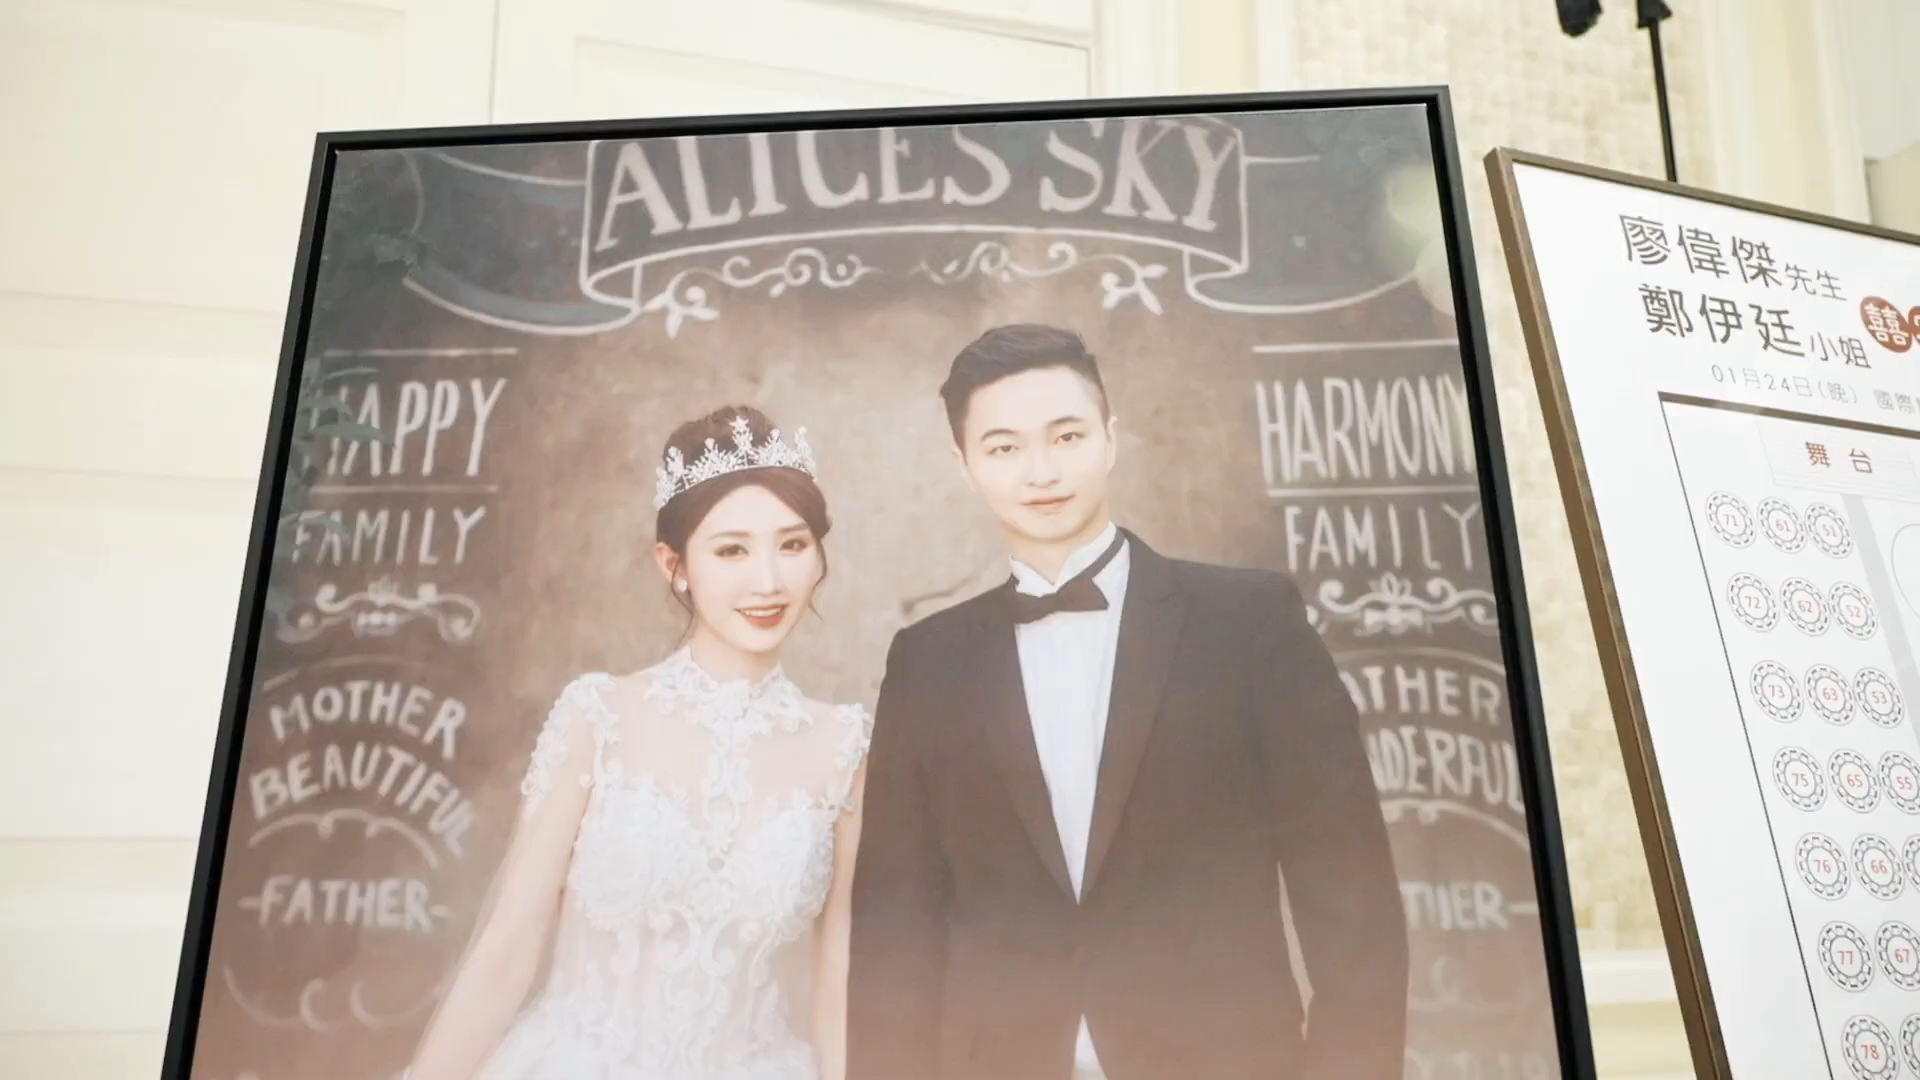 ALICES SKY
HAPPY
FAMILY
MOTHER
BEAUTIFUL
-FATHER-
HARMONY
FAMILY
廖偉傑先生
鄭伊廷小姐
囍
01月24日(晚) 國際
舞台
71 61 51
72 62 52
73 63 53
75 65 55
76 66
77 67
78